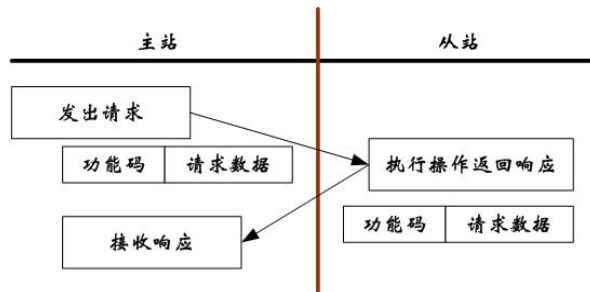 主站
从站
发出请求
功能码 请求数据
执行操作返回响应
接收响应
功能码 请求数据